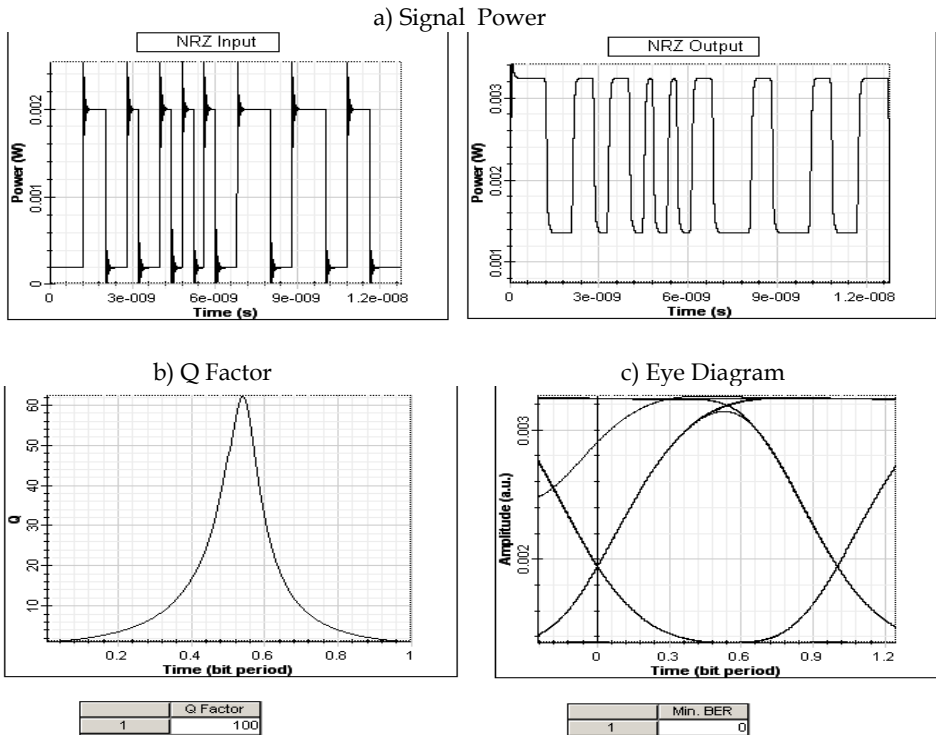 a) Signal Power
NRZ Input
NRZ Output
Power (W)
0.002
0.001
0
0
3e-009
6e-009
9e-009
1.2e-008
Time (s)
Power (W)
0.003
0.002
0.001
0
3e-009
6e-009
9e-009
1.2e-008
Time (s)
b) Q Factor
c) Eye Diagram
Q
60
50
40
30
20
10
0.2
0.4
0.6
0.8
1
Time (bit period)
Amplitude (a.u.)
0.003
0.002
0
0.3
0.6
0.9
1.2
Time (bit period)
Q Factor
1 100
Min. BER
1 0